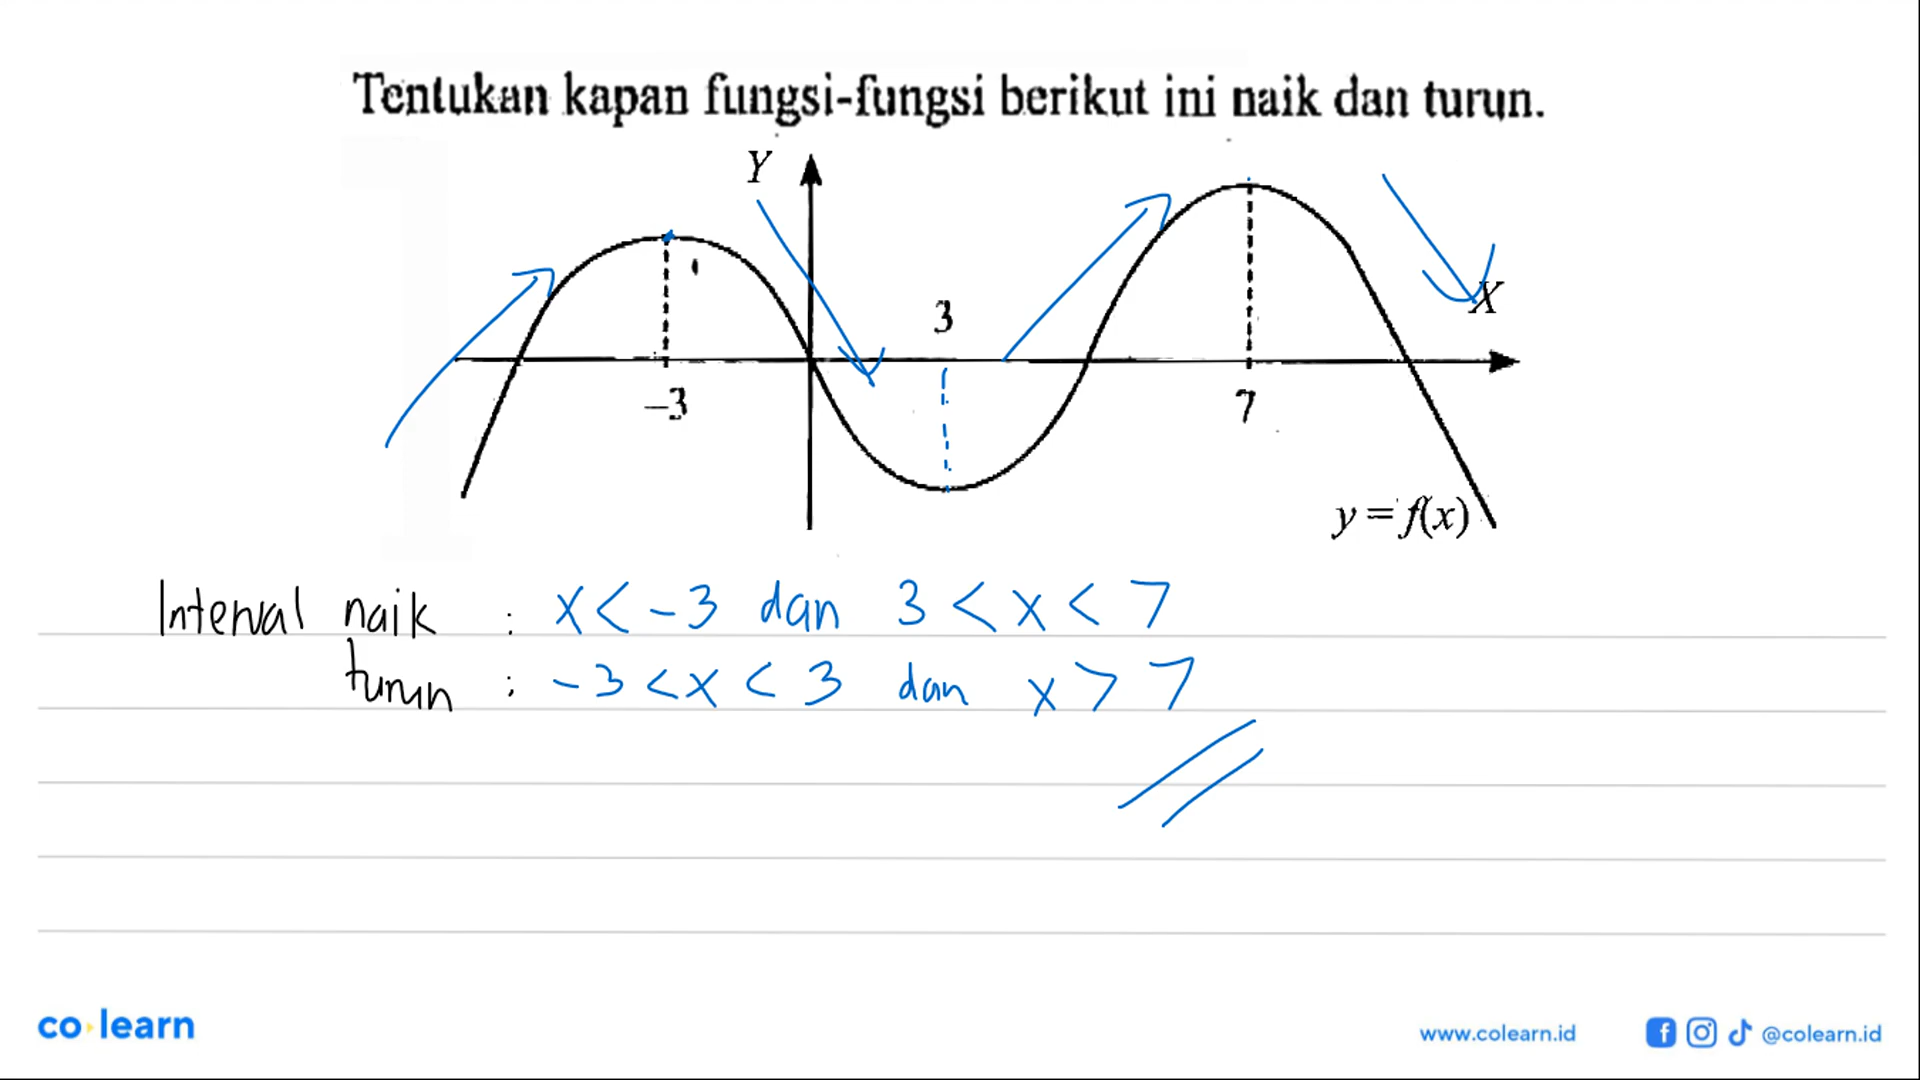 Tentukan kapan fungsi-fungsi berikut ini naik dan turun.
Y
X
3
-3
7
y = f(x)
Interval naik : x < -3 dan 3 < x < 7
turun : -3 < x < 3 dan x > 7
co learn
www.colearn.id @colearn.id